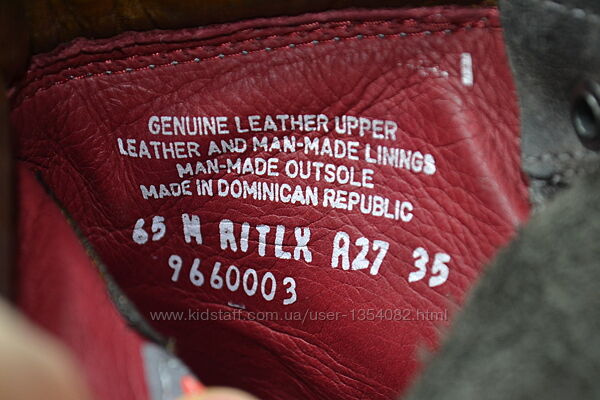 GENUINE LEATHER UPPER
LEATHER AND MAN-MADE LININGS
MAN-MADE OUTSOLE
MADE IN DOMINICAN REPUBLIC
65 M A1TLX A27 35
9660003
www.kidstaff.com.ua/user-1354082.html